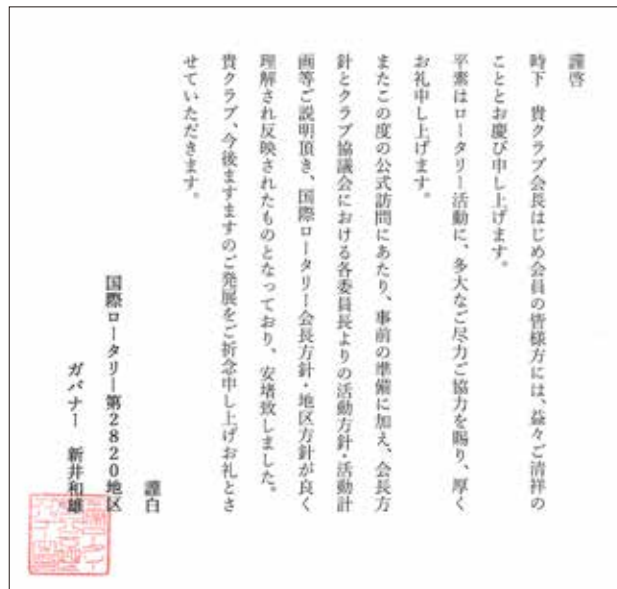 謹啓
時下　貴クラブ会長はじめ会員の皆様方には、益々ご清祥の
こととお慶び申し上げます。
平素はロータリー活動に、多大なご尽力ご協力を賜り、厚く
お礼申し上げます。
またこの度の公式訪問にあたり、事前の準備に加え、会長方
針とクラブ協議会における各委員長よりの活動方針・活動計
画等ご説明頂き、国際ロータリー会長方針・地区方針が良く
理解され反映されたものとなっており、安堵致しました。
貴クラブ、今後ますますのご発展をご祈念申し上げお礼とさ
せていただきます。
謹白
国際ロータリー第2820地区
ガバナー　新井和雄